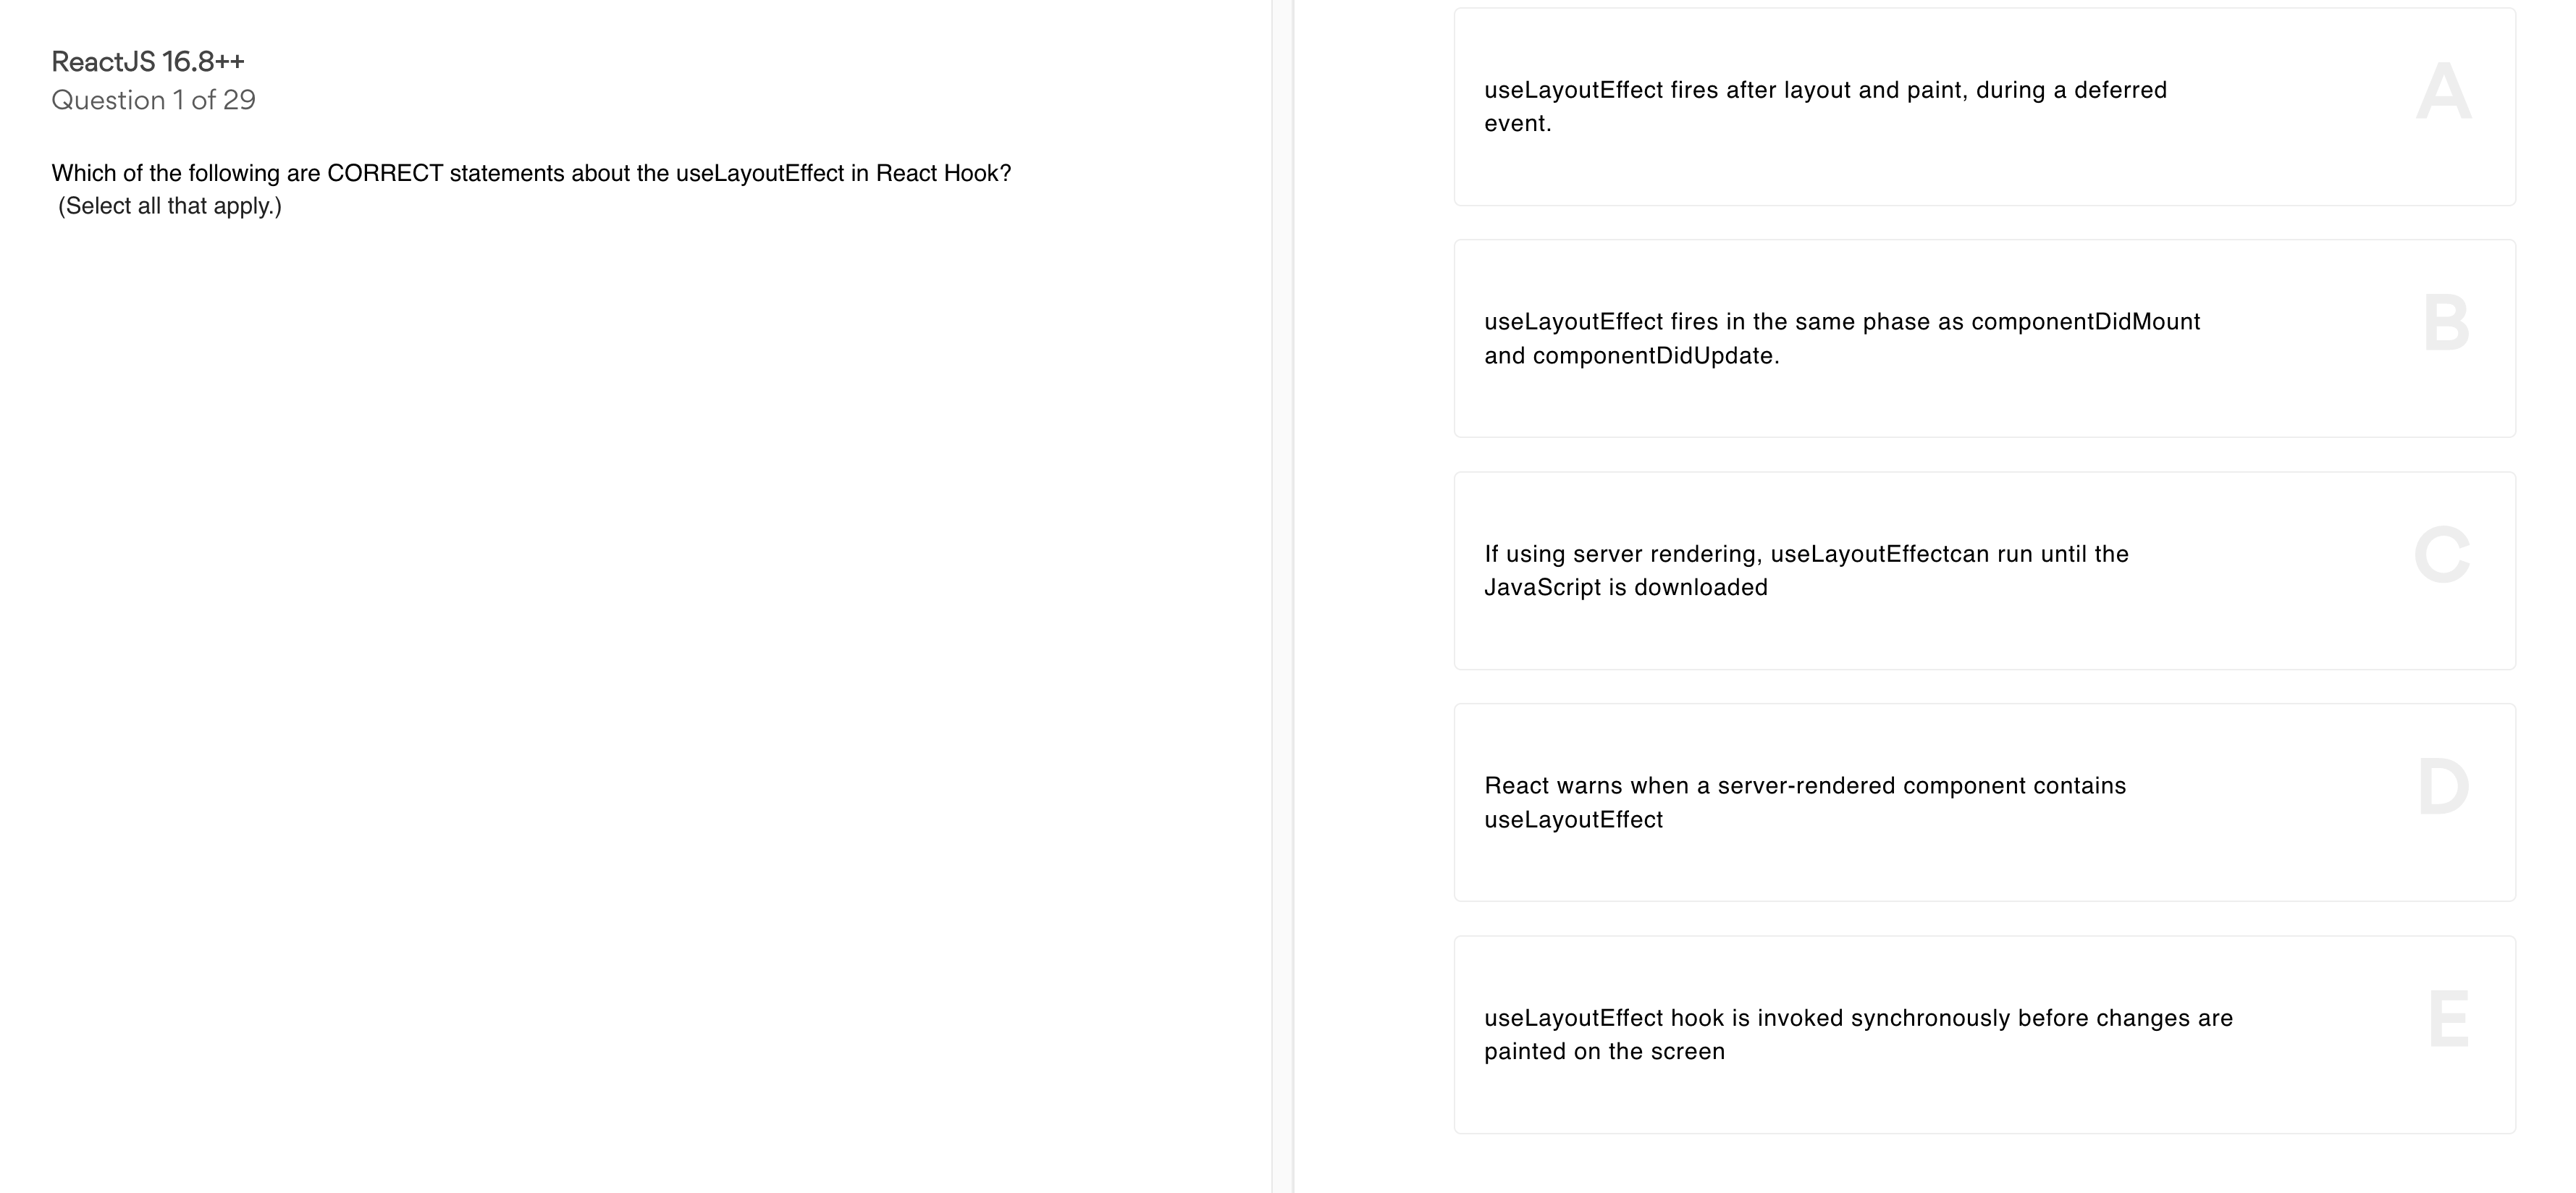 ReactJS 16.8++
Question 1 of 29
Which of the following are CORRECT statements about the useLayoutEffect in React Hook?
(Select all that apply.)
useLayoutEffect fires after layout and paint, during a deferred
event.
A
useLayoutEffect fires in the same phase as componentDidMount
and componentDidUpdate.
B
If using server rendering, useLayoutEffectcan run until the
JavaScript is downloaded
C
React warns when a server-rendered component contains
useLayoutEffect
D
useLayoutEffect hook is invoked synchronously before changes are
painted on the screen
E